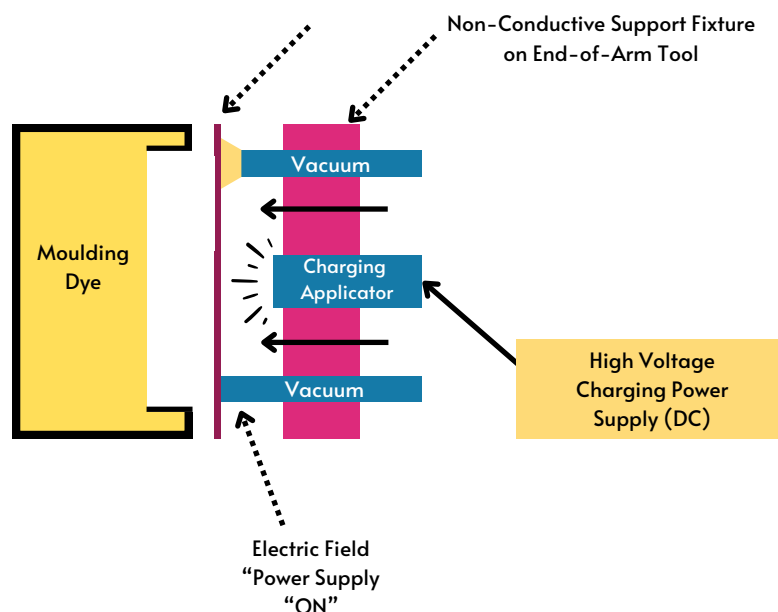 Non-Conductive Support Fixture
on End-of-Arm Tool
Vacuum
Moulding
Dye
Charging
Applicator
High Voltage
Charging Power
Supply (DC)
Vacuum
Electric Field
“Power Supply
“ON”